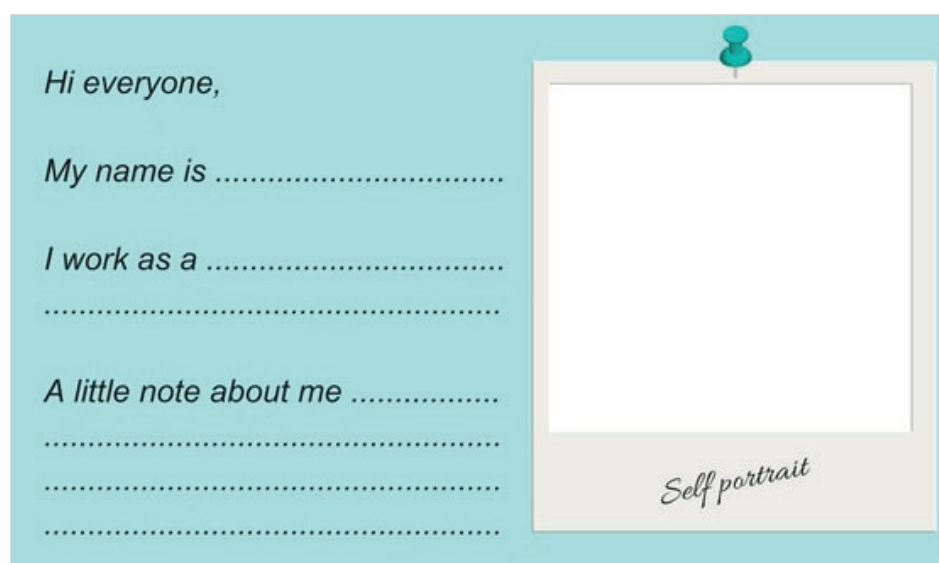 Hi everyone,
My name is .................................
I work as a ..................................
....................................................
A little note about me .................
....................................................
....................................................
....................................................
Self portrait